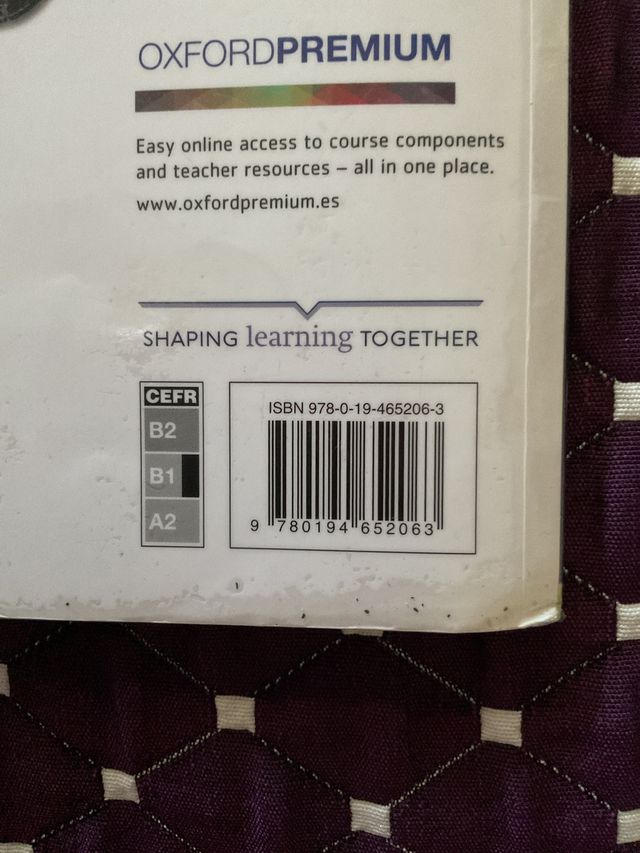 OXFORDPREMIUM
Easy online access to course components
and teacher resources – all in one place.
www.oxfordpremium.es
SHAPING learning TOGETHER
CEFR
B2
B1
A2
ISBN 978-0-19-465206-3
9 780194 652063